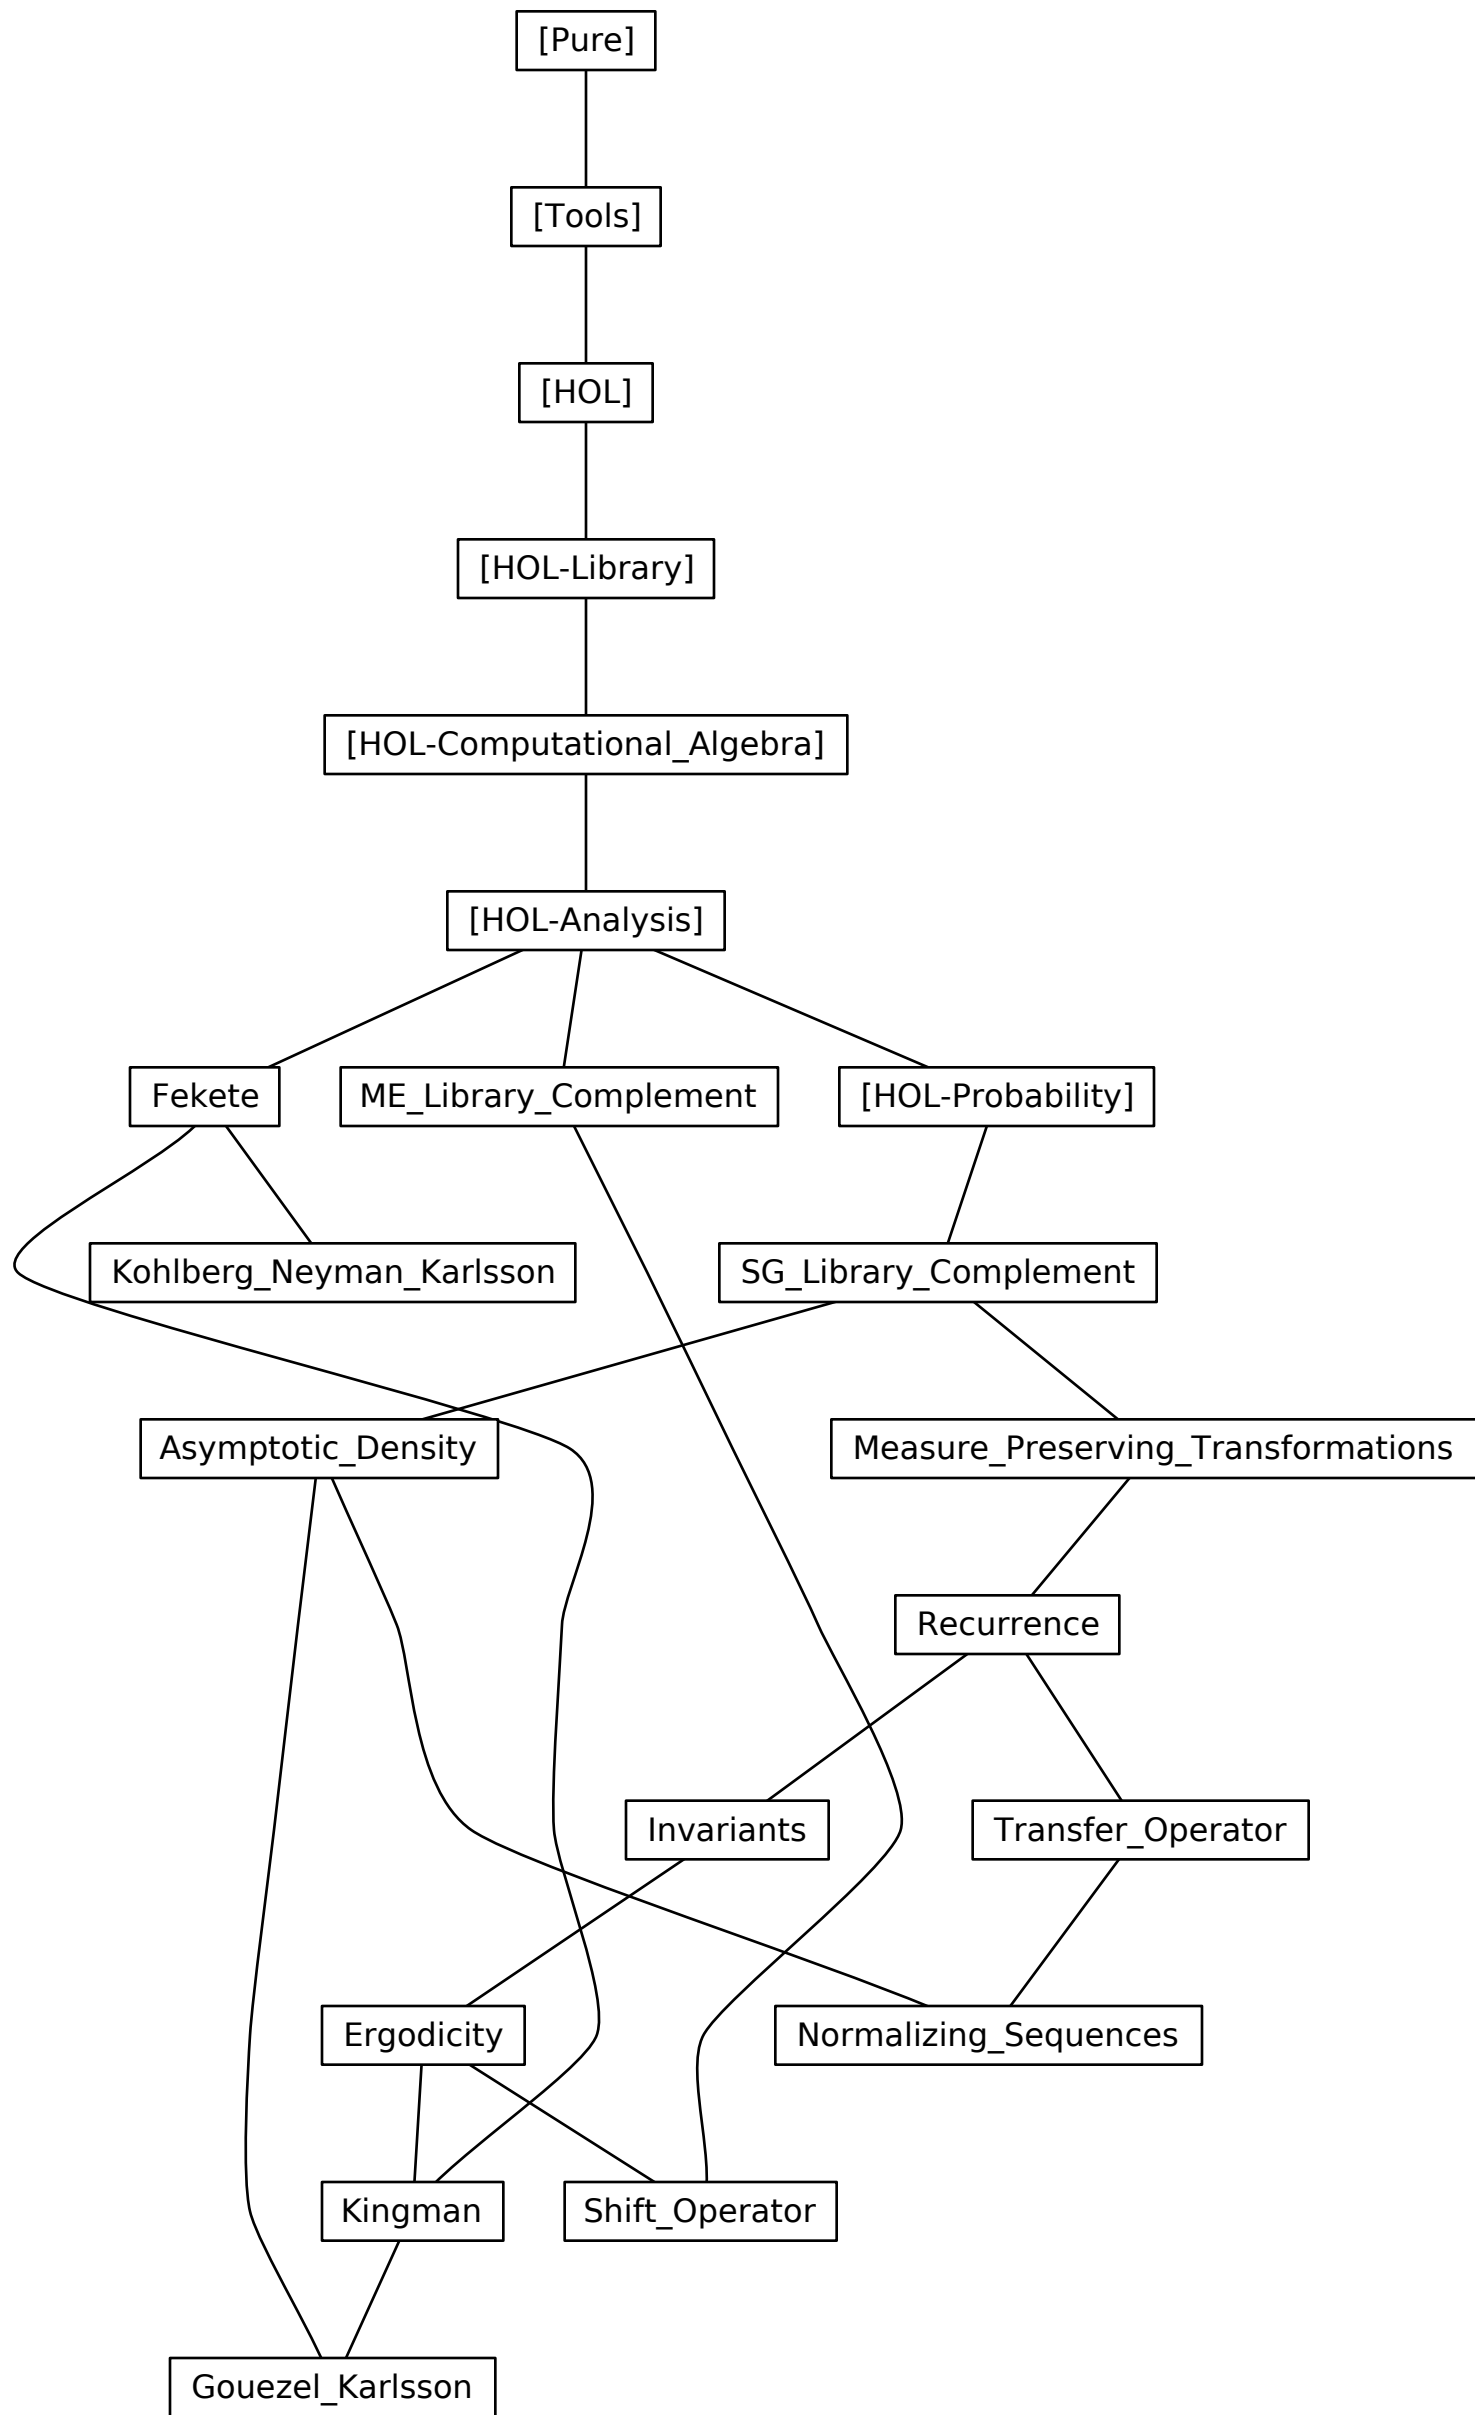 [Pure]
[Tools]
[HOL]
[HOL-Library]
[HOL-Computational_Algebra]
[HOL-Analysis]
Fekete
ME_Library_Complement
[HOL-Probability]
Kohlberg_Neyman_Karlsson
SG_Library_Complement
Asymptotic_Density
Measure_Preserving_Transformations
Recurrence
Invariants
Transfer_Operator
Ergodicity
Normalizing_Sequences
Kingman
Shift_Operator
Gouezel_Karlsson